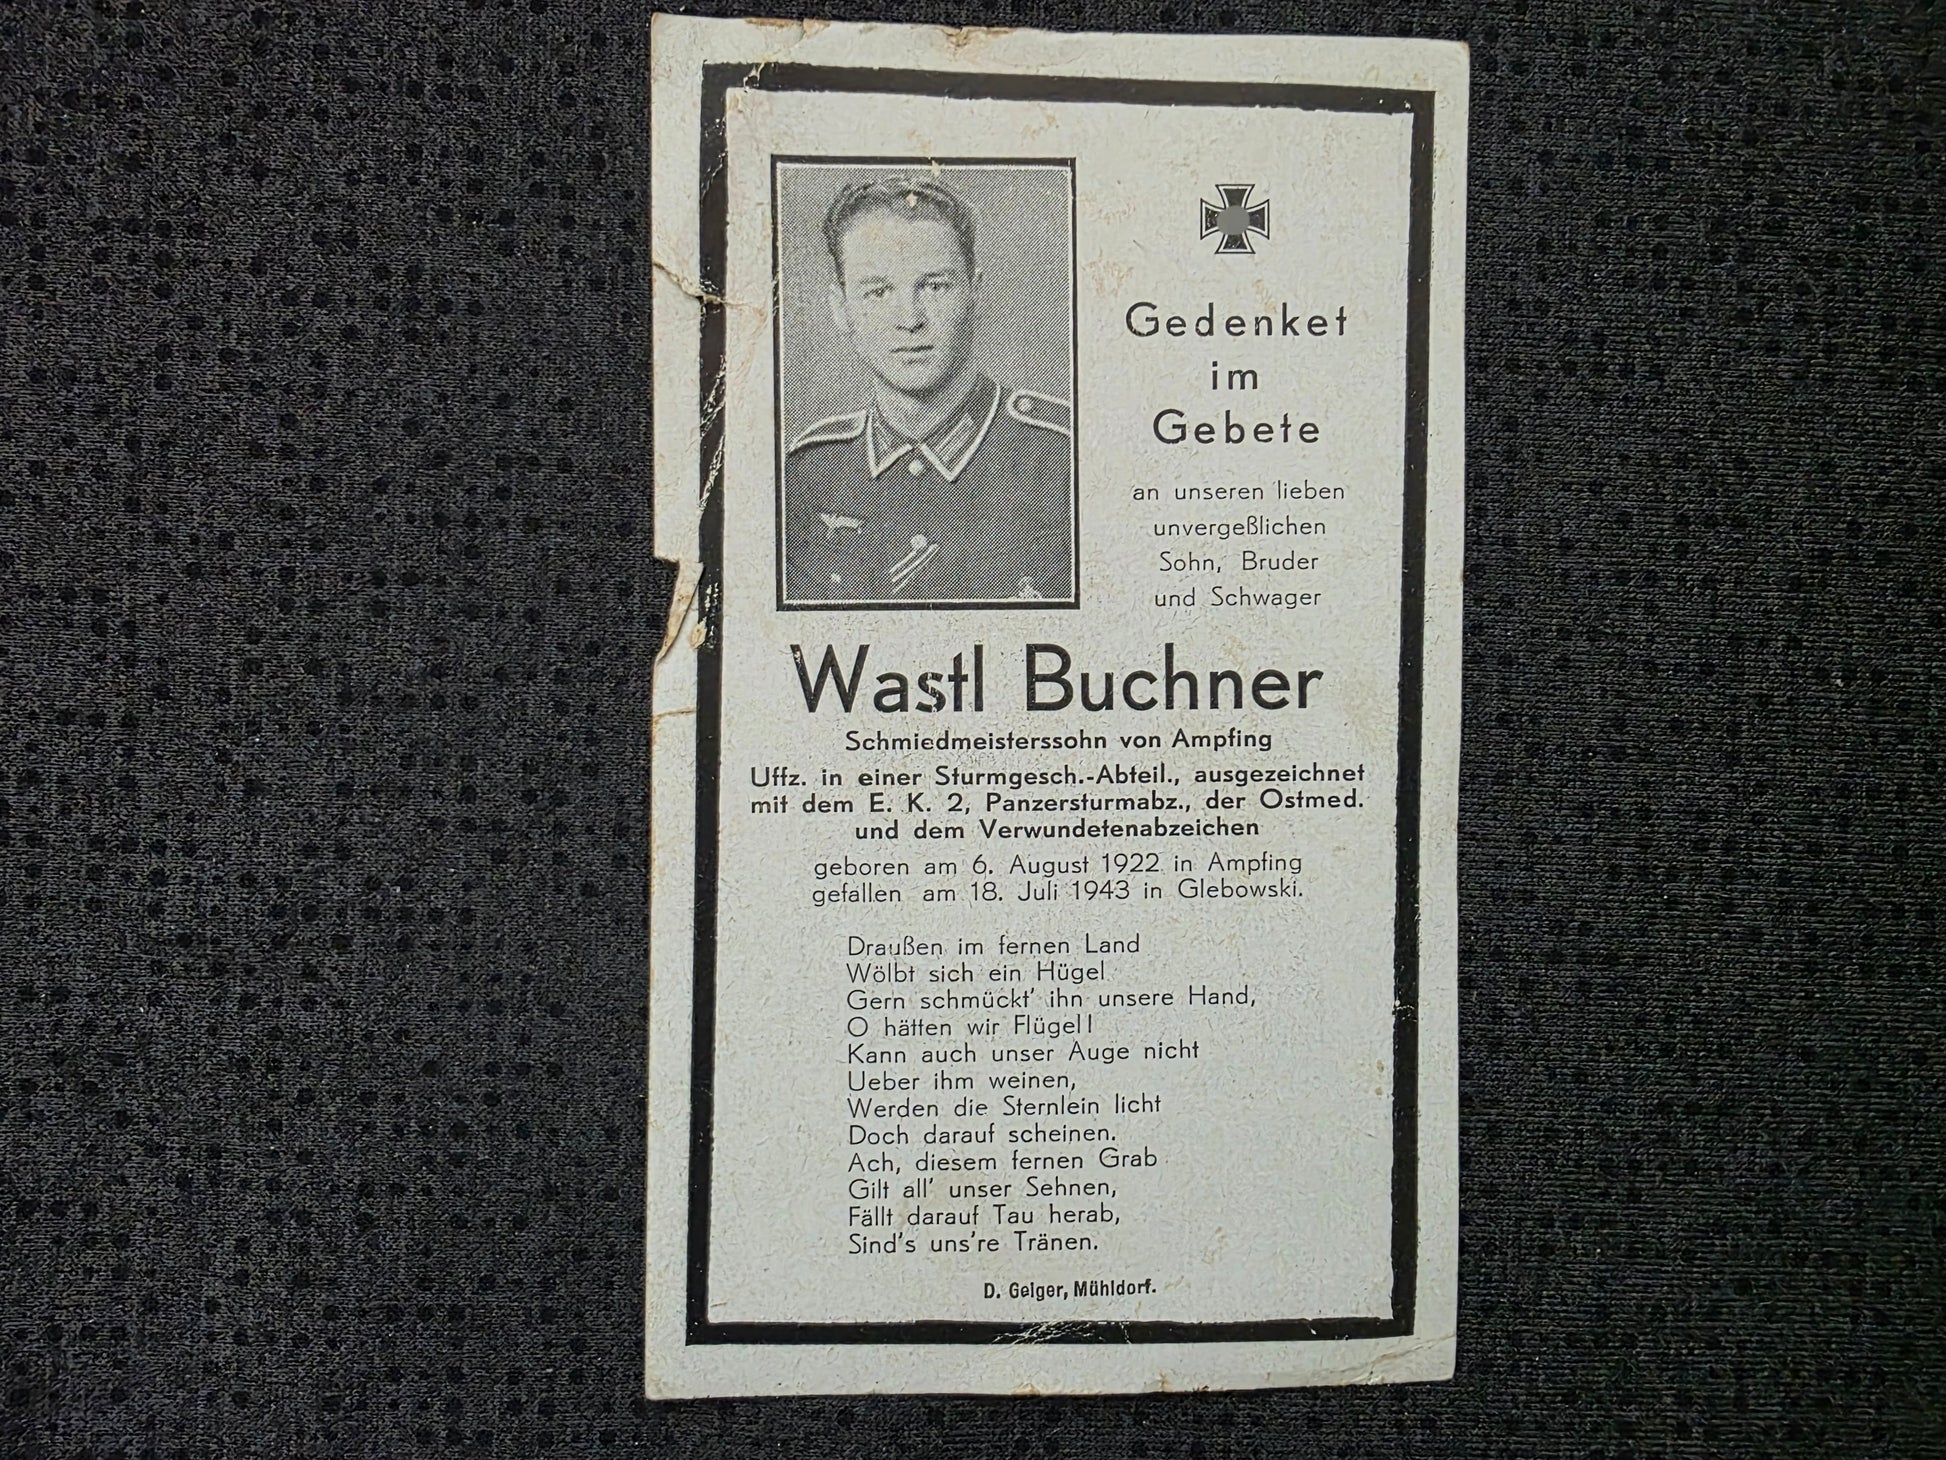 Gedenket
im
Gebete
an unseren lieben
unvergeßlichen
Sohn, Bruder
und Schwager
Wastl Buchner
Schmiedmeisterssohn von Ampfing
Uffz. in einer Sturmgesch.-Abteil., ausgezeichnet
mit dem E. K. 2, Panzersturmabz., der Ostmed.
und dem Verwundetenabzeichen
geboren am 6. August 1922 in Ampfing
gefallen am 18. Juli 1943 in Glebowski.
Draußen im fernen Land
Wölbt sich ein Hügel
Gern schmückt' ihn unsere Hand,
O hätten wir Flügel!
Kann auch unser Auge nicht
Ueber ihm weinen,
Werden die Sternlein licht
Doch darauf scheinen.
Ach, diesem fernen Grab
Gilt all' unser Sehnen,
Fällt darauf Tau herab,
Sind's uns're Tränen.
D. Geiger, Mühldorf.